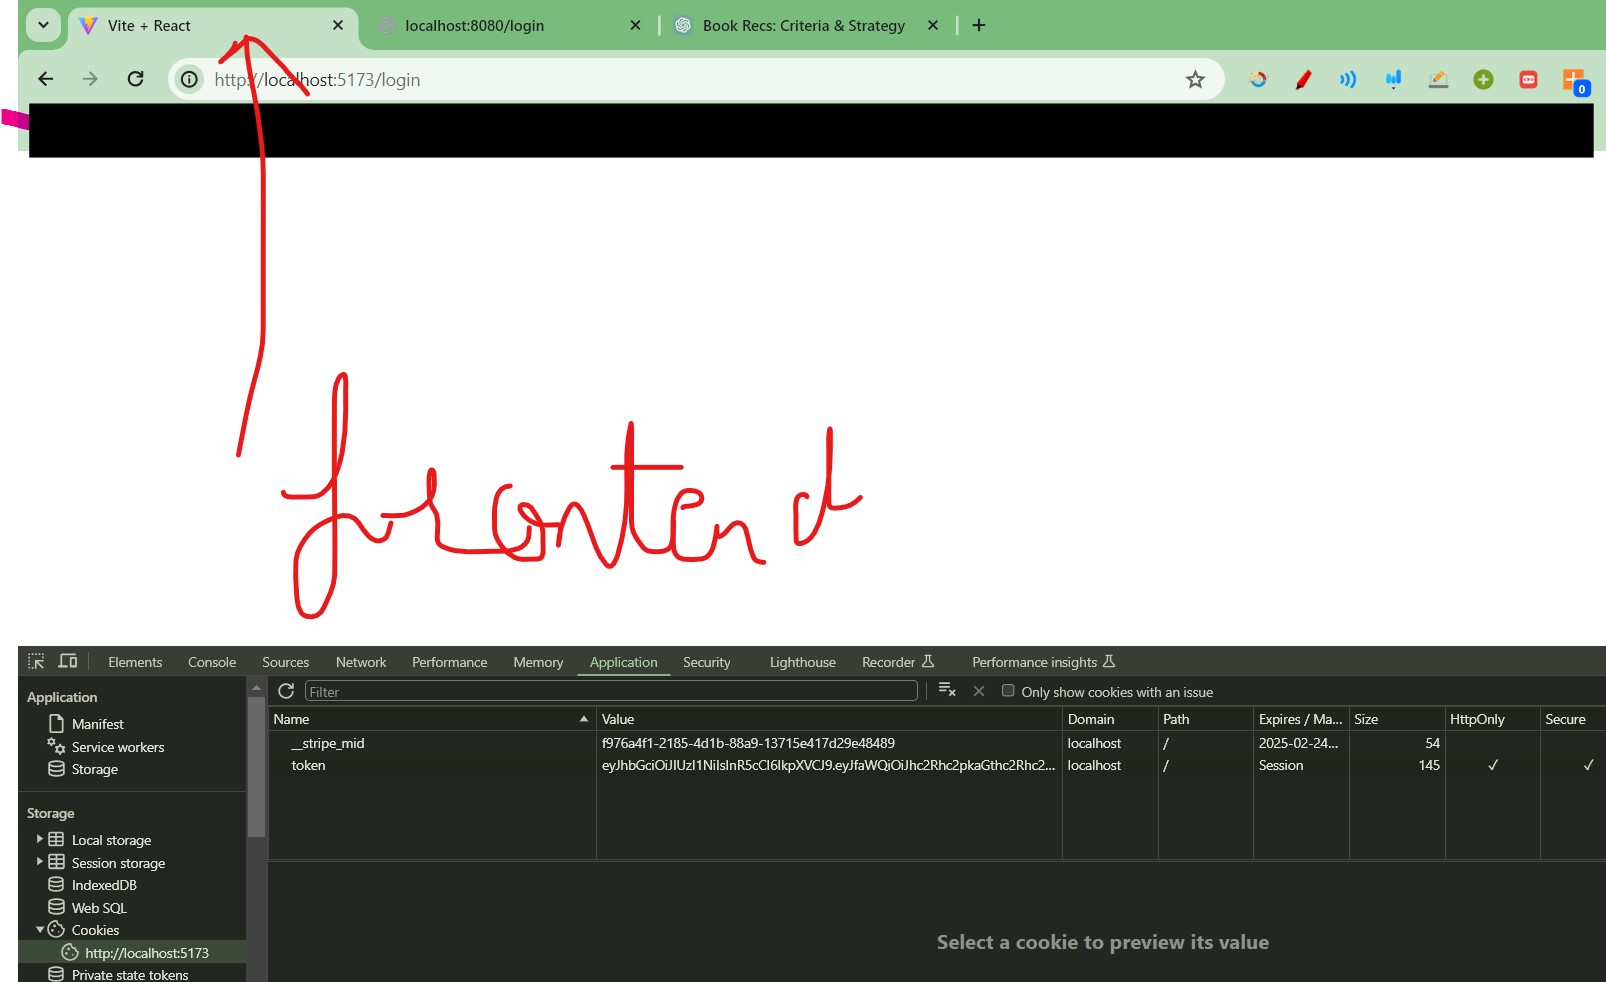 Vite + React
localhost:8080/login
Book Recs: Criteria & Strategy
http://localhost:5173/login
0
frontend
Elements Console Sources Network Performance Memory Application Security Lighthouse Recorder Performance insights
Application
Filter
Only show cookies with an issue
Manifest
Service workers
Storage
Storage
Local storage
Session storage
IndexedDB
Web SQL
Cookies
http://localhost:5173
Private state tokens
Name Value Domain Path Expires / Ma... Size HttpOnly Secure
__stripe_mid f976a4f1-2185-4d1b-88a9-13715e417d29e48489 localhost / 2025-02-24... 54
token eyJhbGciOiJIUzI1NiIsInR5cCI6IkpXVCJ9.eyJfaWQiOiJhc2Rhc2pkaGthc2Rhc2... localhost / Session 145 ✓ ✓
Select a cookie to preview its value